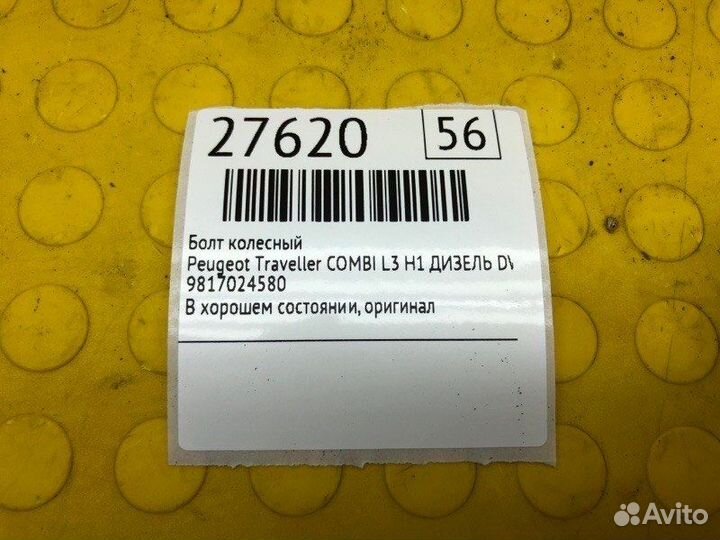 27620 56
Болт колесный
Peugeot Traveller COMBI L3 H1 ДИЗЕЛЬ DV
9817024580
В хорошем состоянии, оригинал
Avito